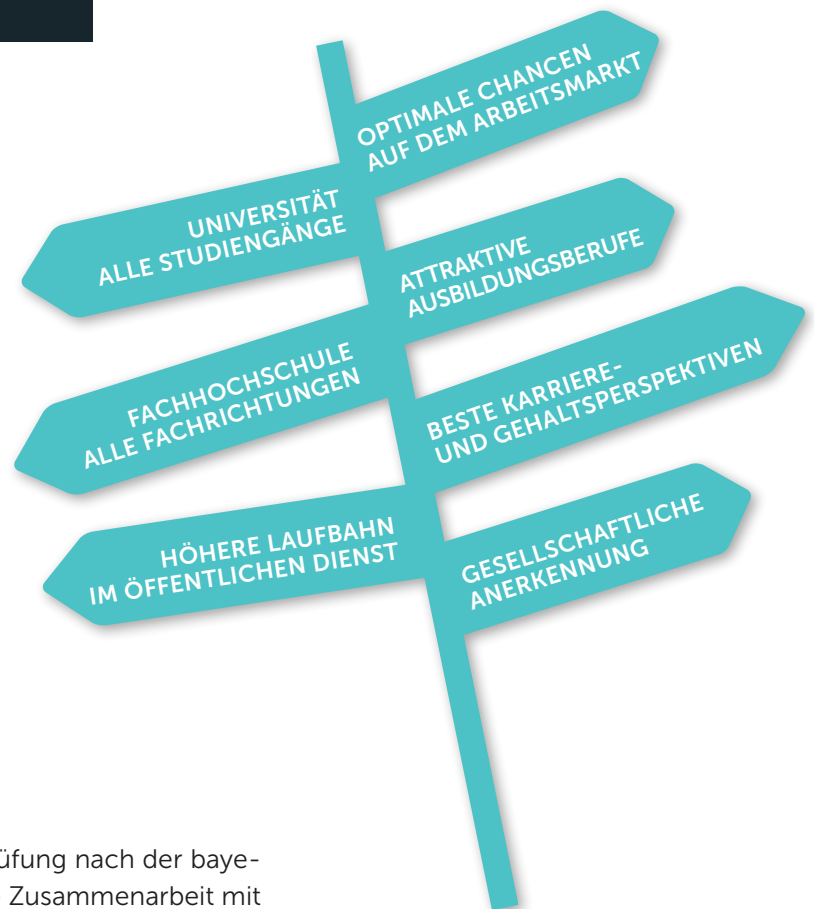 OPTIMALE CHANCEN
AUF DEM ARBEITSMARKT
UNIVERSITÄT
ALLE STUDIENGÄNGE
ATTRAKTIVE
AUSBILDUNGSBERUFE
FACHHOCHSCHULE
ALLE FACHRICHTUNGEN
BESTE KARRIERE-
UND GEHALTSPERSPEKTIVEN
HÖHERE LAUFBAHN
IM ÖFFENTLICHEN DIENST
GESELLSCHAFTLICHE
ANERKENNUNG
üfung nach der baye-
Zusammenarbeit mit